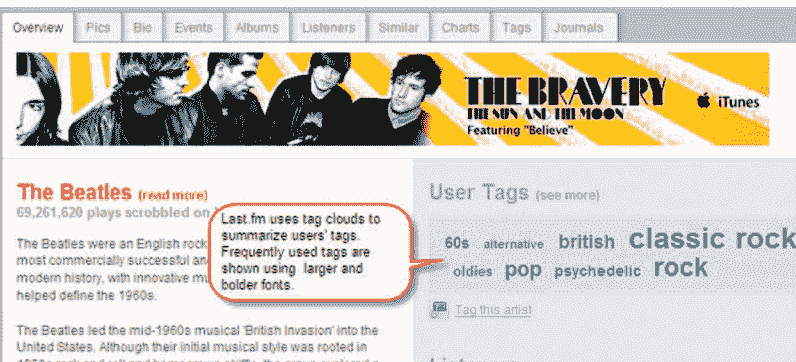 Overview Pics Bio Events Albums Listeners Similar Charts Tags Journals
THE BRAVERY
THE SUN AND THE MOON
Featuring "Believe"
iTunes
The Beatles (read more)
69,261,620 plays scrobbled on
The Beatles were an English rock
most commercially successful an
modern history, with innovative mu
helped define the 1960s.
The Beatles led the mid-1960s musical 'British Invasion' into the
United States. Although their initial musical style was rooted in
Last.fm uses tag clouds to
summarize users' tags.
Frequently used tags are
shown using larger and
bolder fonts.
User Tags (see more)
60s alternative british classic rock
oldies pop psychedelic rock
Tag this artist